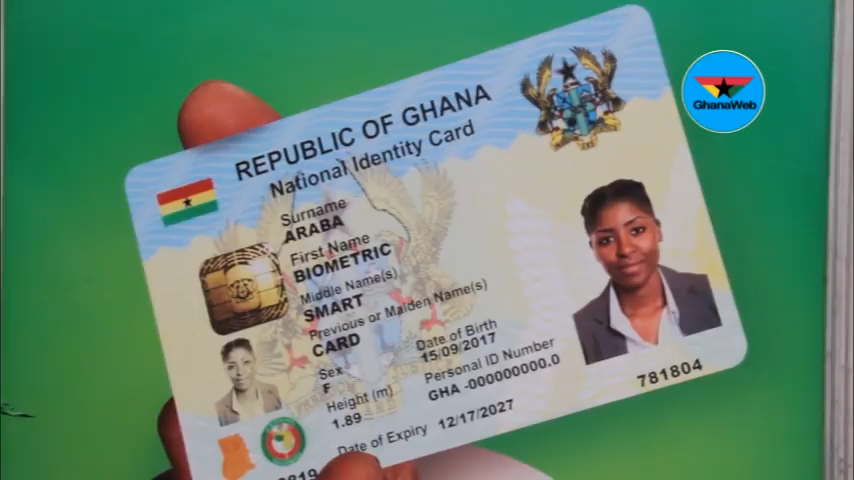 GhanaWeb
REPUBLIC OF GHANA
National Identity Card
Surname
ARABA
First Name
BIOMETRIC
Middle Name(s)
SMART
Previous or Maiden Name(s)
CARD
Sex
F
Date of Birth
15/09/2017
Height (m)
1.89
Personal ID Number
GHA -000000000.0
Date of Expiry
12/17/2027
781804